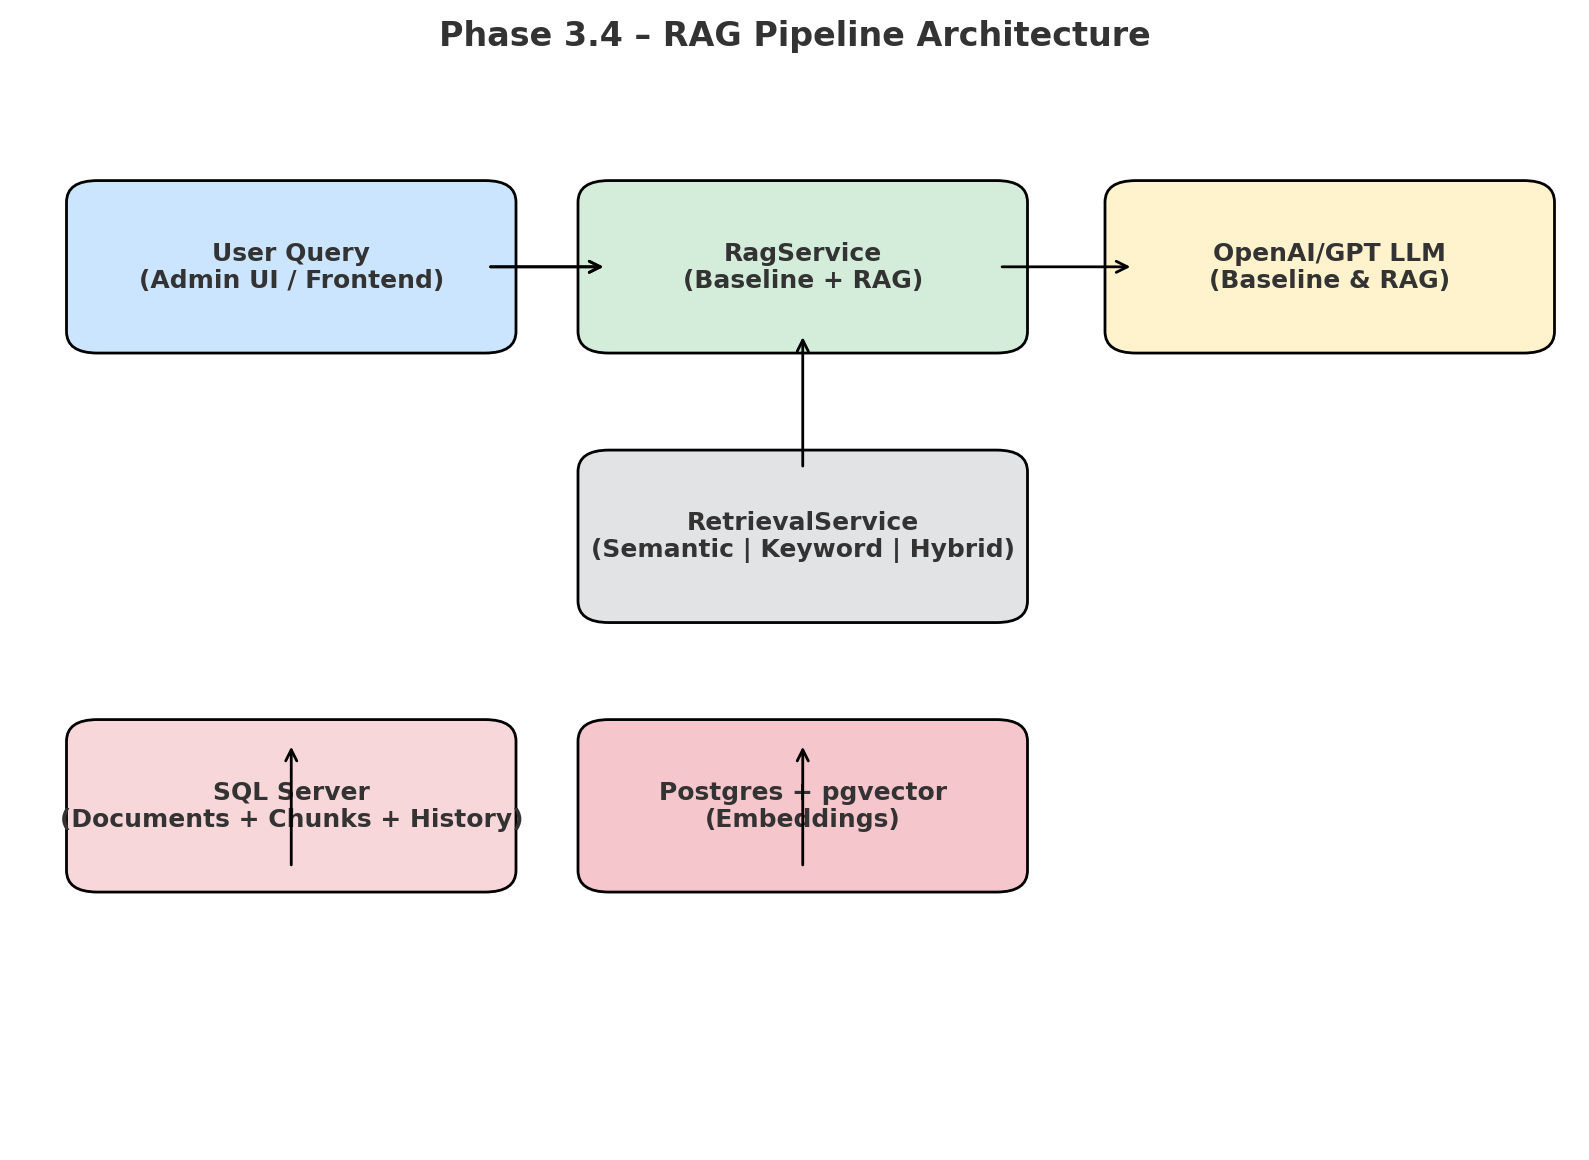 Phase 3.4 – RAG Pipeline Architecture
User Query
(Admin UI / Frontend)
RagService
(Baseline + RAG)
OpenAI/GPT LLM
(Baseline & RAG)
RetrievalService
(Semantic | Keyword | Hybrid)
SQL Server
(Documents + Chunks + History)
Postgres + pgvector
(Embeddings)